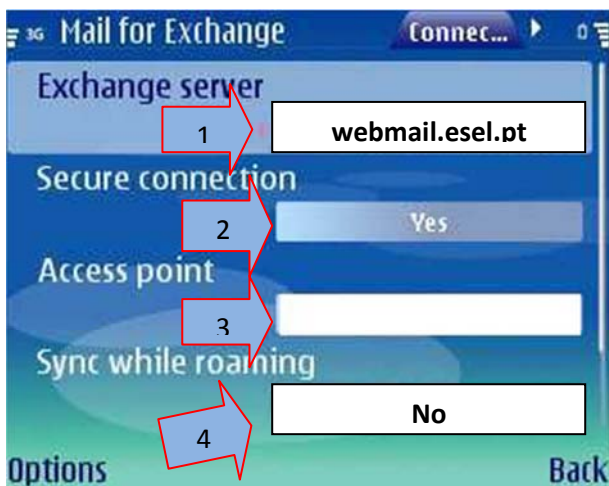 3G Mail for Exchange Connec...
Exchange server
1 webmail.esel.pt
Secure connection
2 Yes
Access point
3
Sync while roaming
4 No
Options Back